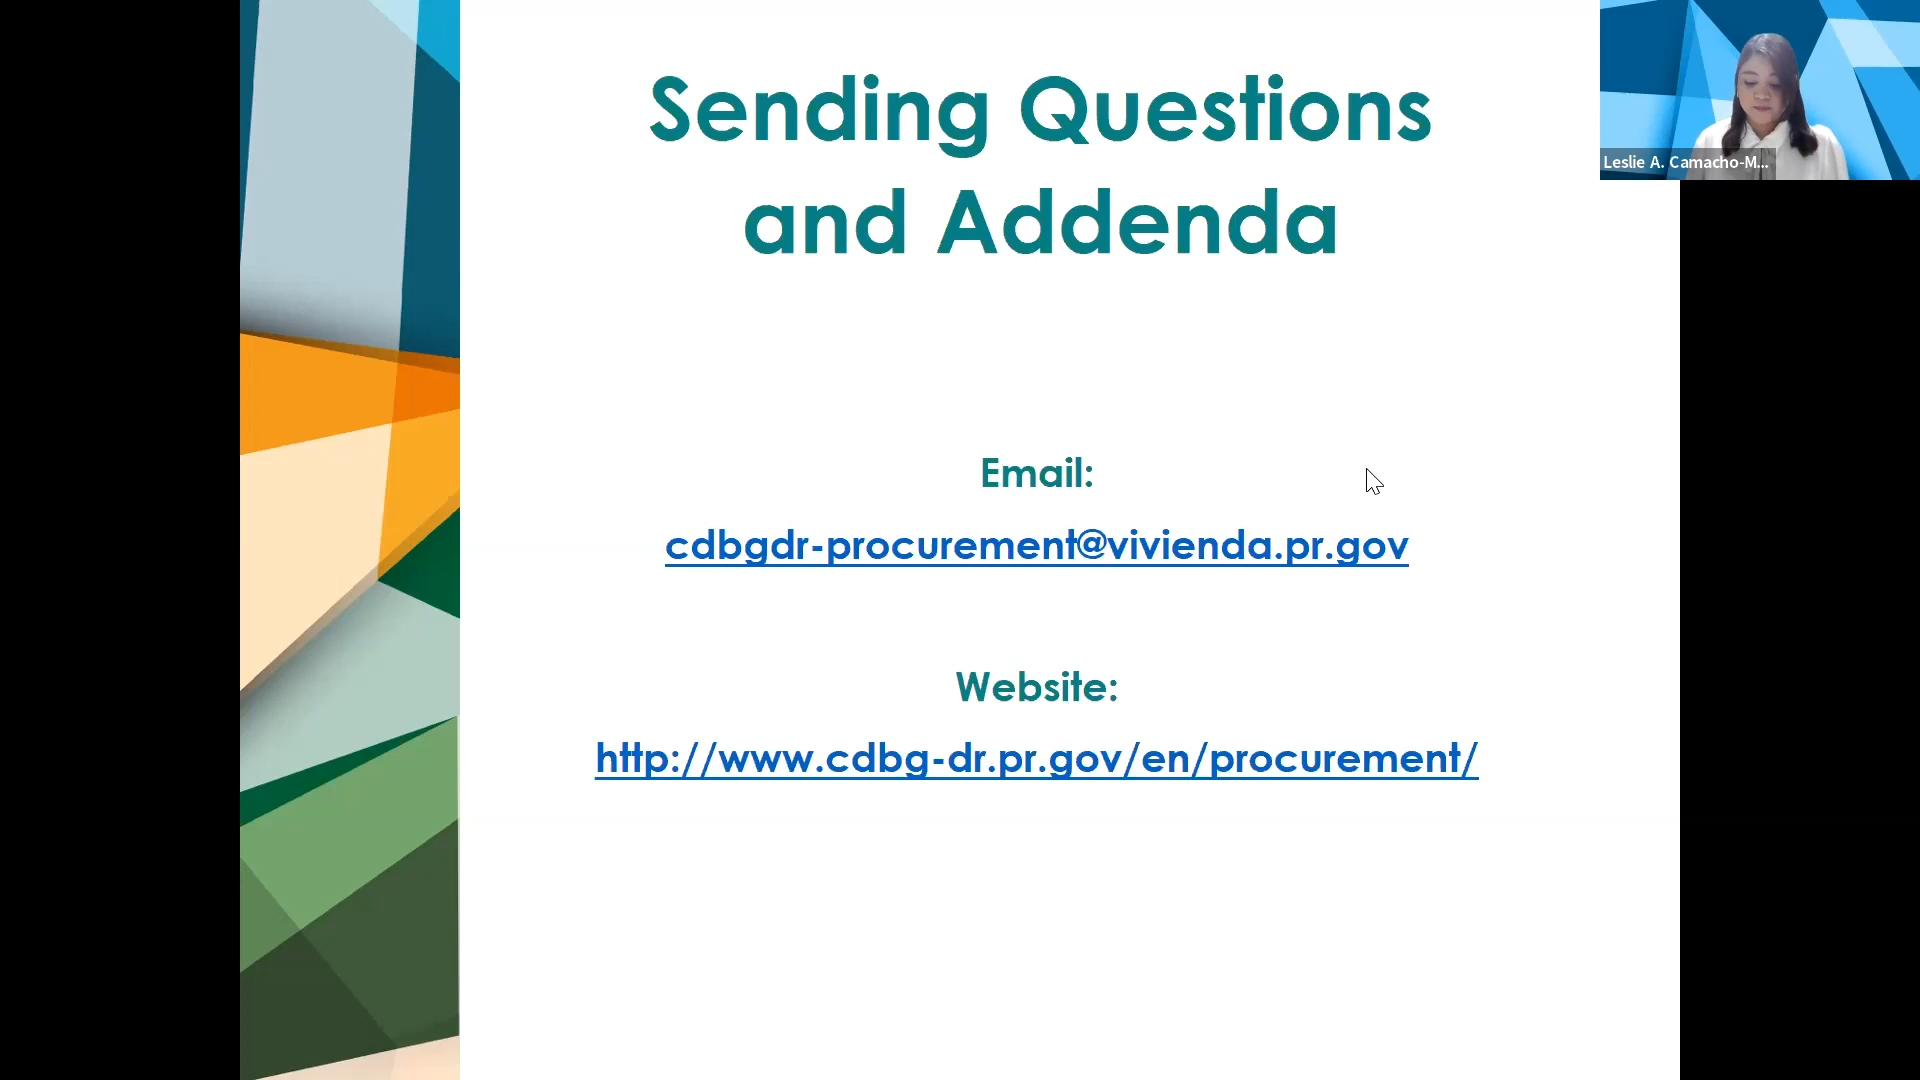 Sending Questions
and Addenda
Leslie A. Camacho-M...
Email:
cdbgdr-procurement@vivienda.pr.gov
Website:
http://www.cdbg-dr.pr.gov/en/procurement/